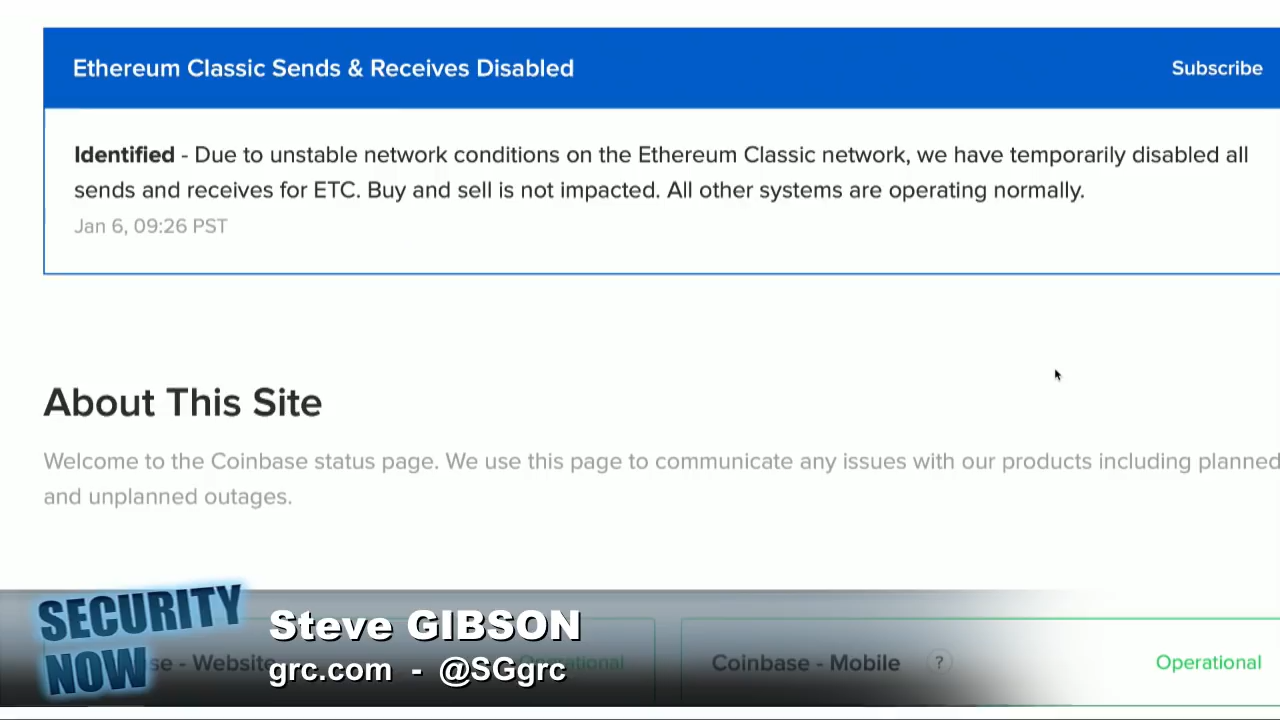 Ethereum Classic Sends & Receives Disabled
Subscribe
Identified - Due to unstable network conditions on the Ethereum Classic network, we have temporarily disabled all
sends and receives for ETC. Buy and sell is not impacted. All other systems are operating normally.
Jan 6, 09:26 PST
About This Site
Welcome to the Coinbase status page. We use this page to communicate any issues with our products including planned
and unplanned outages.
SECURITY
NOW
Steve GIBSON
grc.com - @SGgrc
se - Website
Operational
Coinbase - Mobile ?
Operational